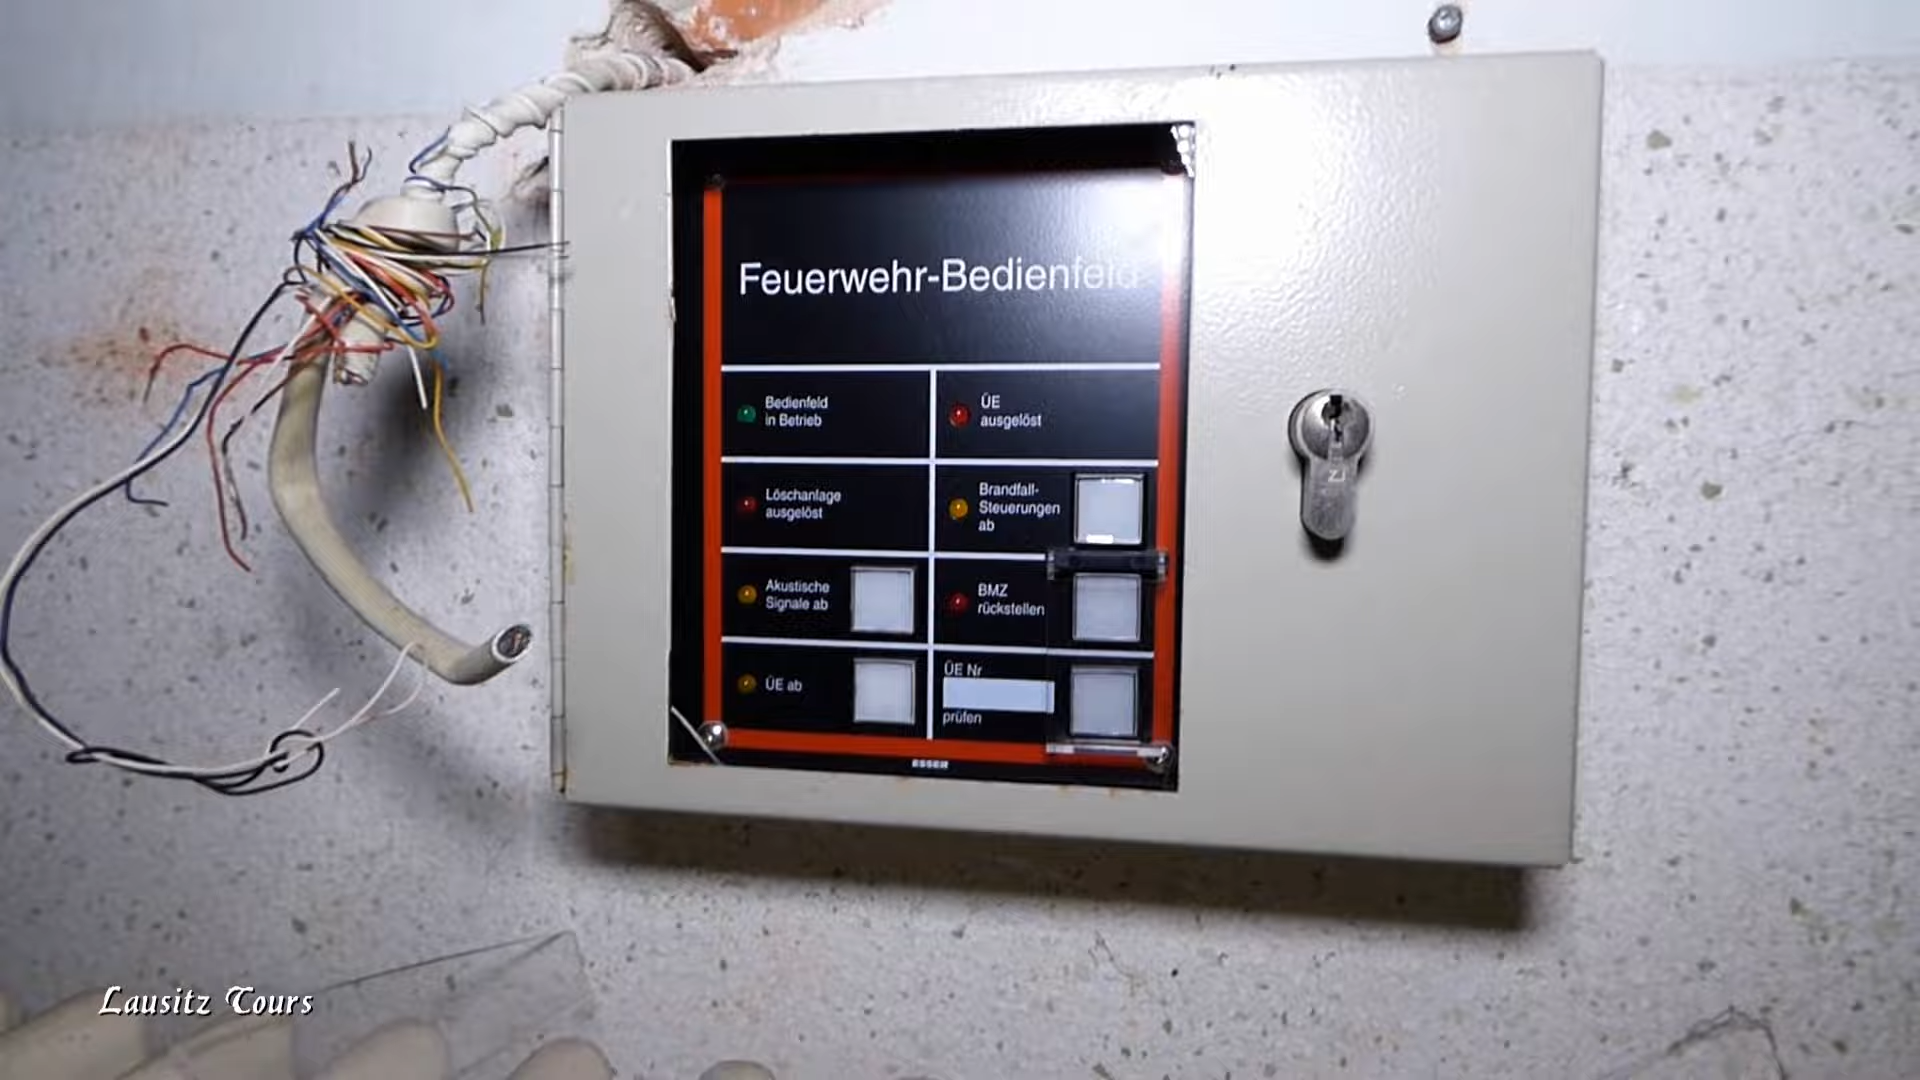 Feuerwehr-Bedienfeld
Bedienfeld
in Betrieb
ÜE
ausgelöst
Löschanlage
ausgelöst
Brandfall-
Steuerungen
ab
Akustische
Signale ab
BMZ
rückstellen
ÜE ab
ÜE Nr
prüfen
ESSER
Lausitz Tours